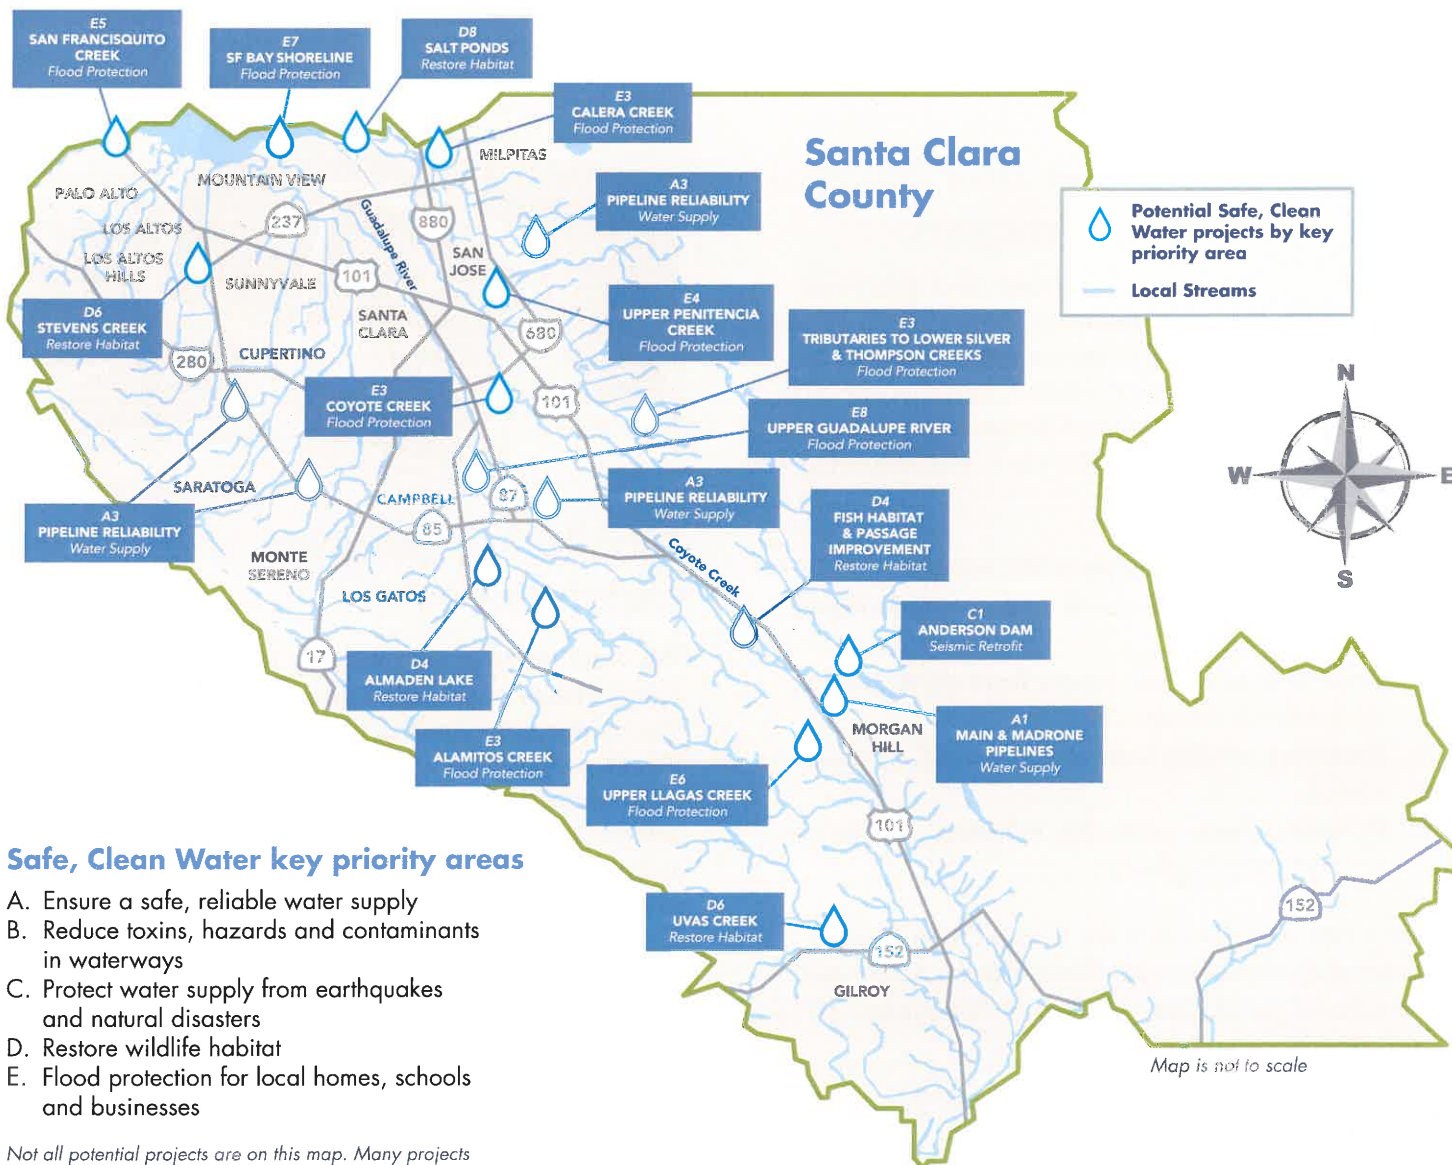 E5
SAN FRANCISQUITO
CREEK
Flood Protection
E7
SF BAY SHORELINE
Flood Protection
D8
SALT PONDS
Restore Habitat
E3
CALERA CREEK
Flood Protection
Santa Clara
County
MILPITAS
PALO ALTO
MOUNTAIN VIEW
A3
PIPELINE RELIABILITY
Water Supply
Potential Safe, Clean
Water projects by key
priority area
Local Streams
237
Guadalupe River
880
LOS ALTOS
LOS ALTOS
HILLS
SAN
JOSE
SUNNYVALE
101
D6
STEVENS CREEK
Restore Habitat
SANTA
CLARA
E4
UPPER PENITENCIA
CREEK
Flood Protection
680
E3
TRIBUTARIES TO LOWER SILVER
& THOMPSON CREEKS
Flood Protection
280
CUPERTINO
E3
COYOTE CREEK
Flood Protection
101
E8
UPPER GUADALUPE RIVER
Flood Protection
N
W
E
S
SARATOGA
CAMPBELL
87
A3
PIPELINE RELIABILITY
Water Supply
A3
PIPELINE RELIABILITY
Water Supply
85
D4
FISH HABITAT
& PASSAGE
IMPROVEMENT
Restore Habitat
Coyote Creek
MONTE
SERENO
LOS GATOS
C1
ANDERSON DAM
Seismic Retrofit
17
D4
ALMADEN LAKE
Restore Habitat
E3
ALAMITOS CREEK
Flood Protection
MORGAN
HILL
A1
MAIN & MADRONE
PIPELINES
Water Supply
E6
UPPER LLAGAS CREEK
Flood Protection
101
D6
UVAS CREEK
Restore Habitat
152
152
GILROY
Map is not to scale
Safe, Clean Water key priority areas
A. Ensure a safe, reliable water supply
B. Reduce toxins, hazards and contaminants
in waterways
C. Protect water supply from earthquakes
and natural disasters
D. Restore wildlife habitat
E. Flood protection for local homes, schools
and businesses
Not all potential projects are on this map. Many projects